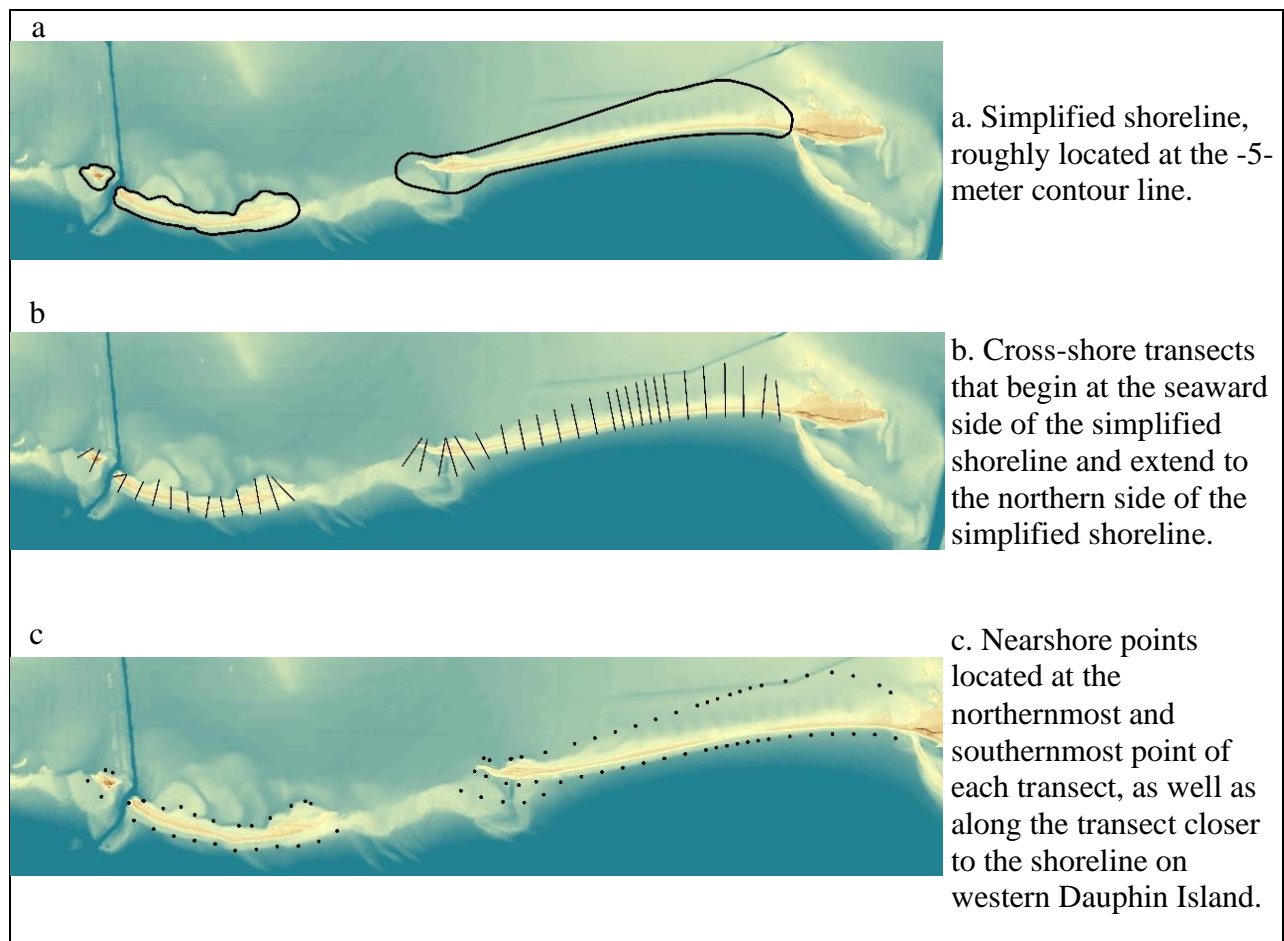 a
a. Simplified shoreline,
roughly located at the -5-
meter contour line.
b
b. Cross-shore transects
that begin at the seaward
side of the simplified
shoreline and extend to
the northern side of the
simplified shoreline.
c
c. Nearshore points
located at the
northernmost and
southernmost point of
each transect, as well as
along the transect closer
to the shoreline on
western Dauphin Island.